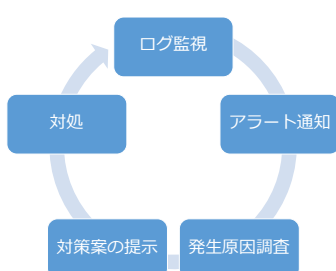 ログ監視
アラート通知
発生原因調査
対策案の提示
対処